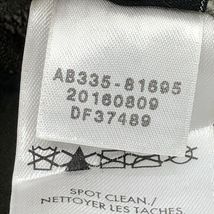 AB335-81695
20160809
DF37489
SPOT CLEAN./
NETTOYER LES TACHES